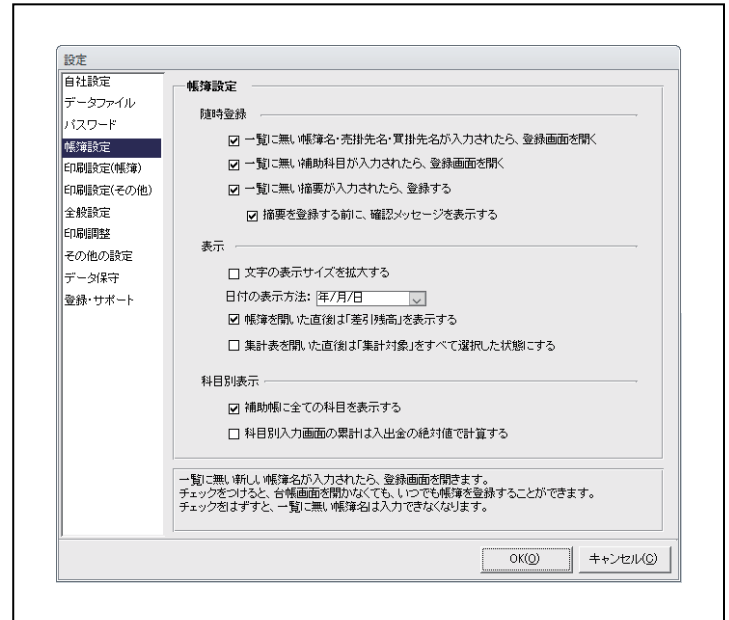 設定
自社設定
データファイル
パスワード
帳簿設定
印刷設定(帳簿)
印刷設定(その他)
全般設定
印刷調整
その他の設定
データ保守
登録・サポート
帳簿設定
随時登録
一覧に無い帳簿名・売掛先名・買掛先名が入力されたら、登録画面を開く
一覧に無い補助科目が入力されたら、登録画面を開く
一覧に無い摘要が入力されたら、登録する
摘要を登録する前に、確認メッセージを表示する
表示
文字の表示サイズを拡大する
日付の表示方法: 年/月/日
帳簿を開いた直後は「差引残高」を表示する
集計表を開いた直後は「集計対象」をすべて選択した状態にする
科目別表示
補助帳に全ての科目を表示する
科目別入力画面の累計は入出金の絶対値で計算する
一覧に無い新しい帳簿名が入力されたら、登録画面を開きます。
チェックをつけると、台帳画面を開かなくても、いつでも帳簿を登録することができます。
チェックをはずすと、一覧に無い帳簿名は入力できなくなります。
OK(O) キャンセル(C)